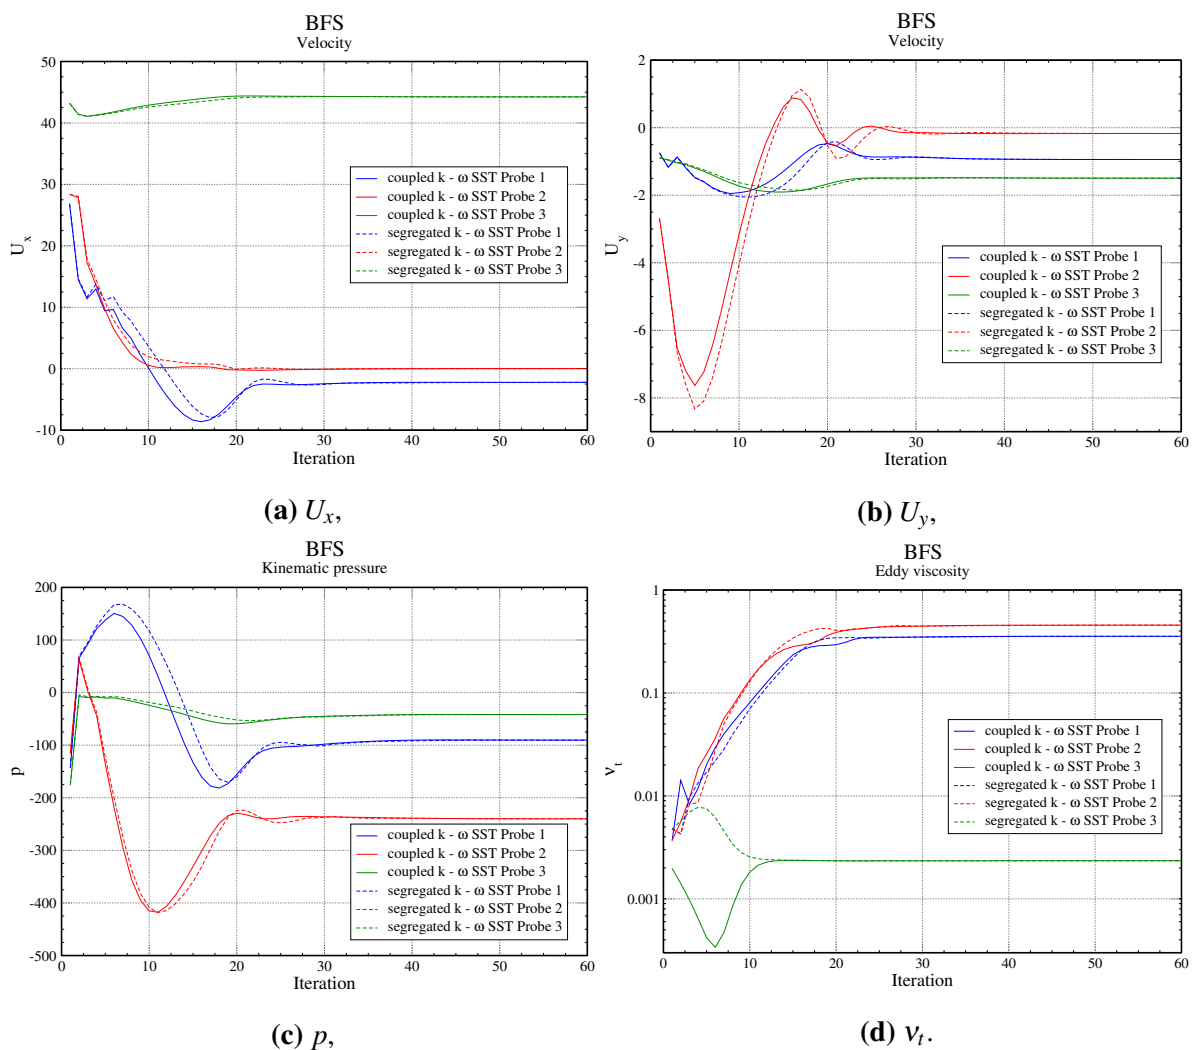 BFS
Velocity
50
40
30
20
10
0
-10
U_x
coupled k - ω SST Probe 1
coupled k - ω SST Probe 2
coupled k - ω SST Probe 3
segregated k - ω SST Probe 1
segregated k - ω SST Probe 2
segregated k - ω SST Probe 3
0 10 20 30 40 50 60
Iteration
(a) U_x,
BFS
Velocity
2
0
-2
-4
-6
-8
U_y
coupled k - ω SST Probe 1
coupled k - ω SST Probe 2
coupled k - ω SST Probe 3
segregated k - ω SST Probe 1
segregated k - ω SST Probe 2
segregated k - ω SST Probe 3
0 10 20 30 40 50 60
Iteration
(b) U_y,
BFS
Kinematic pressure
200
100
0
-100
-200
-300
-400
-500
p
coupled k - ω SST Probe 1
coupled k - ω SST Probe 2
coupled k - ω SST Probe 3
segregated k - ω SST Probe 1
segregated k - ω SST Probe 2
segregated k - ω SST Probe 3
0 10 20 30 40 50 60
Iteration
(c) p,
BFS
Eddy viscosity
1
0.1
0.01
0.001
ν_t
coupled k - ω SST Probe 1
coupled k - ω SST Probe 2
coupled k - ω SST Probe 3
segregated k - ω SST Probe 1
segregated k - ω SST Probe 2
segregated k - ω SST Probe 3
0 10 20 30 40 50 60
Iteration
(d) ν_t.